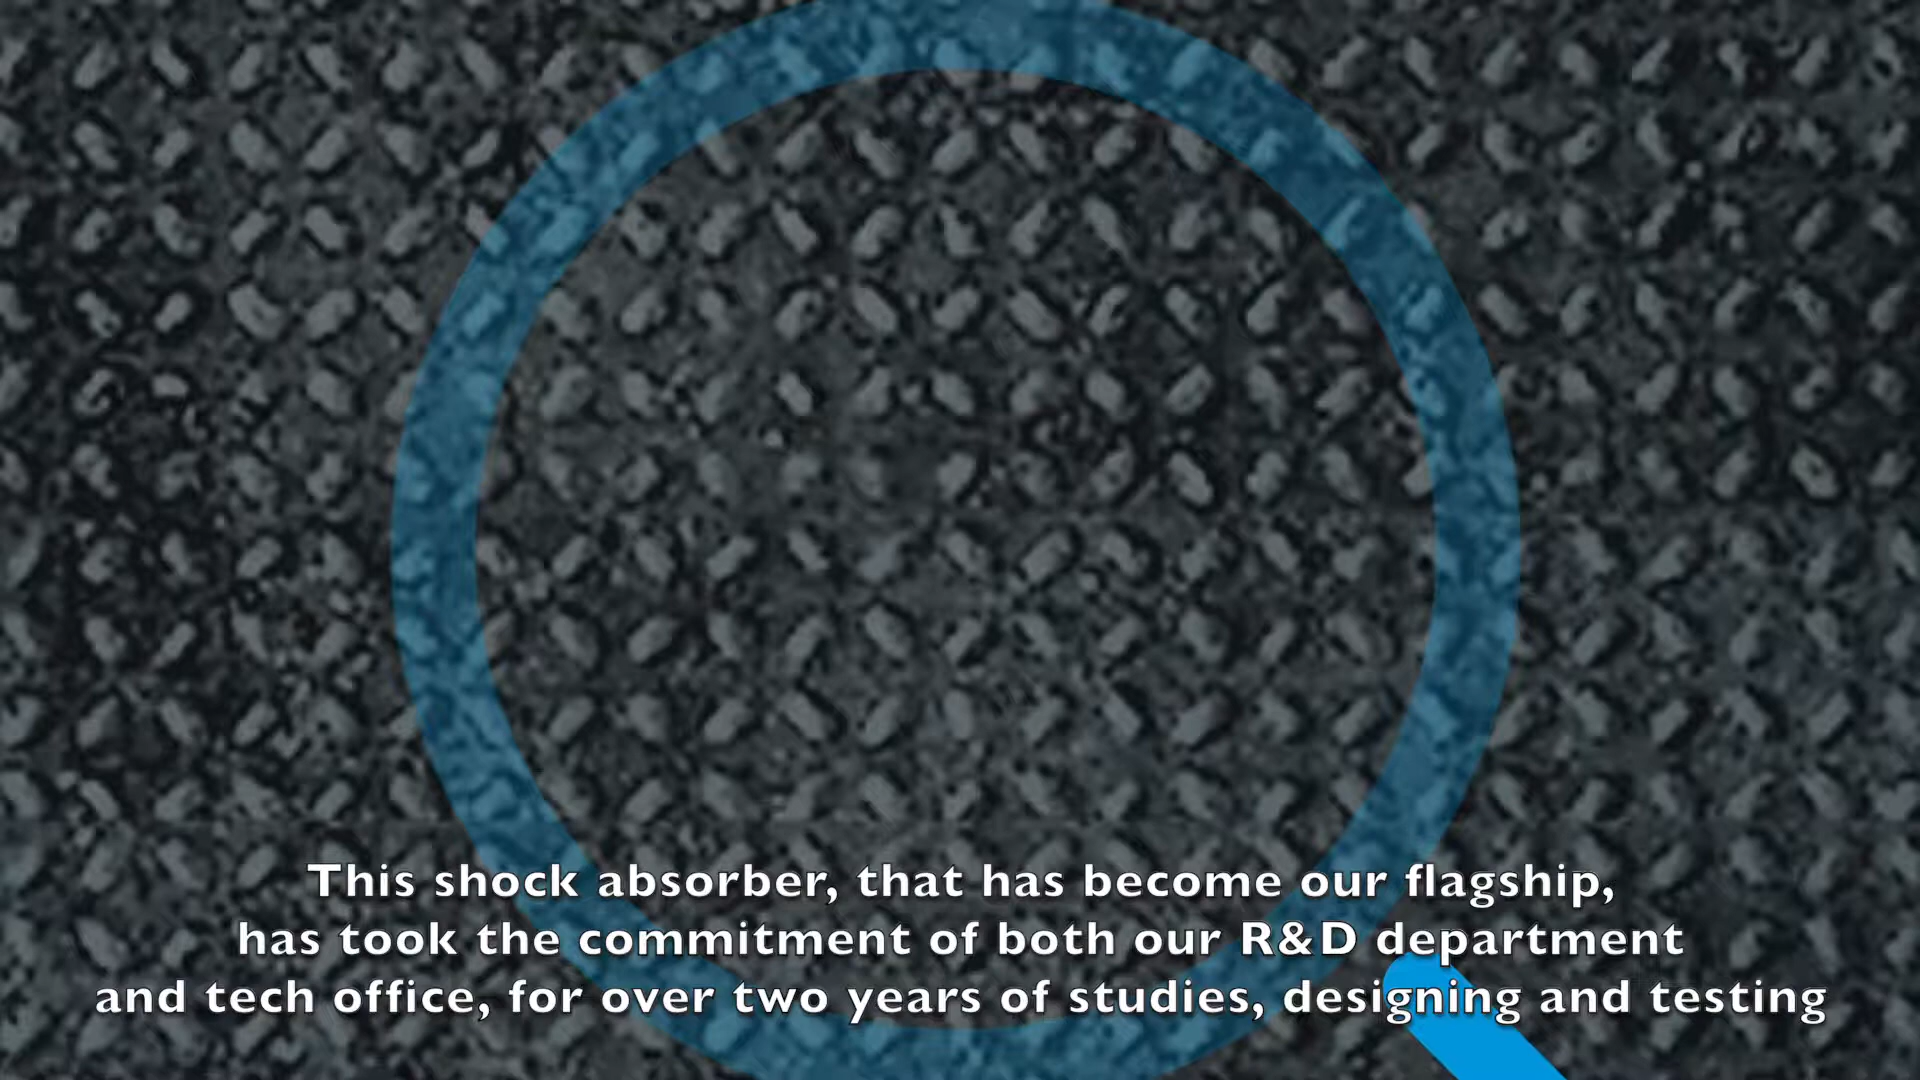 This shock absorber, that has become our flagship,
has took the commitment of both our R&D department
and tech office, for over two years of studies, designing and testing